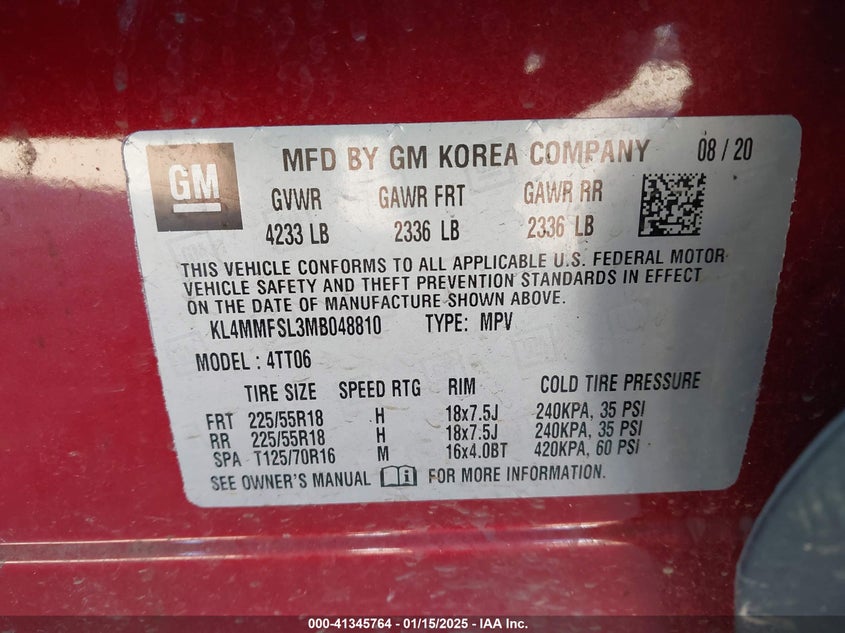 GM
MFD BY GM KOREA COMPANY 08 / 20
GVWR GAWR FRT GAWR RR
4233 LB 2336 LB 2336 LB
THIS VEHICLE CONFORMS TO ALL APPLICABLE U.S. FEDERAL MOTOR
VEHICLE SAFETY AND THEFT PREVENTION STANDARDS IN EFFECT
ON THE DATE OF MANUFACTURE SHOWN ABOVE.
KL4MMFSL3MB048810 TYPE: MPV
MODEL : 4TT06
TIRE SIZE SPEED RTG RIM COLD TIRE PRESSURE
FRT 225/55R18 H 18x7.5J 240KPA, 35 PSI
RR 225/55R18 H 18x7.5J 240KPA, 35 PSI
SPA T125/70R16 M 16x4.0BT 420KPA, 60 PSI
SEE OWNER'S MANUAL i FOR MORE INFORMATION.
000-41345764 - 01/15/2025 - IAA Inc.